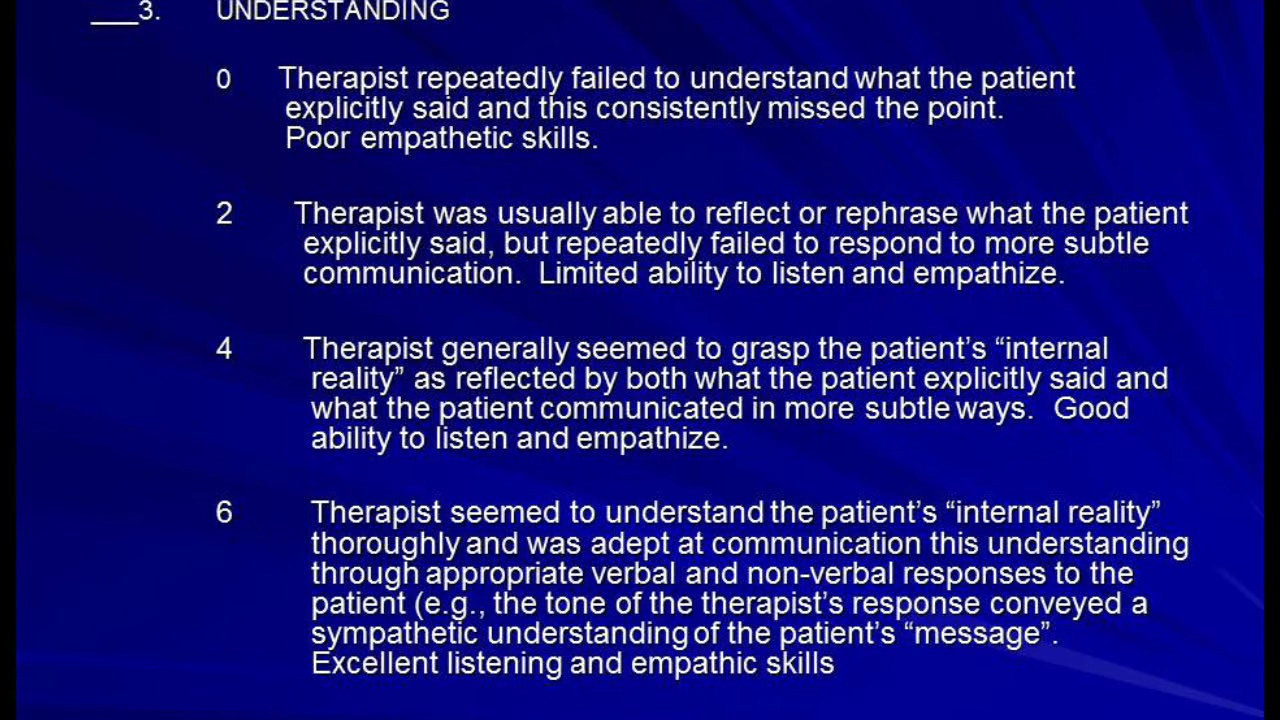 ___3. UNDERSTANDING
0 Therapist repeatedly failed to understand what the patient
explicitly said and this consistently missed the point.
Poor empathetic skills.
2 Therapist was usually able to reflect or rephrase what the patient
explicitly said, but repeatedly failed to respond to more subtle
communication. Limited ability to listen and empathize.
4 Therapist generally seemed to grasp the patient’s “internal
reality” as reflected by both what the patient explicitly said and
what the patient communicated in more subtle ways. Good
ability to listen and empathize.
6 Therapist seemed to understand the patient’s “internal reality”
thoroughly and was adept at communication this understanding
through appropriate verbal and non-verbal responses to the
patient (e.g., the tone of the therapist’s response conveyed a
sympathetic understanding of the patient’s “message”.
Excellent listening and empathic skills